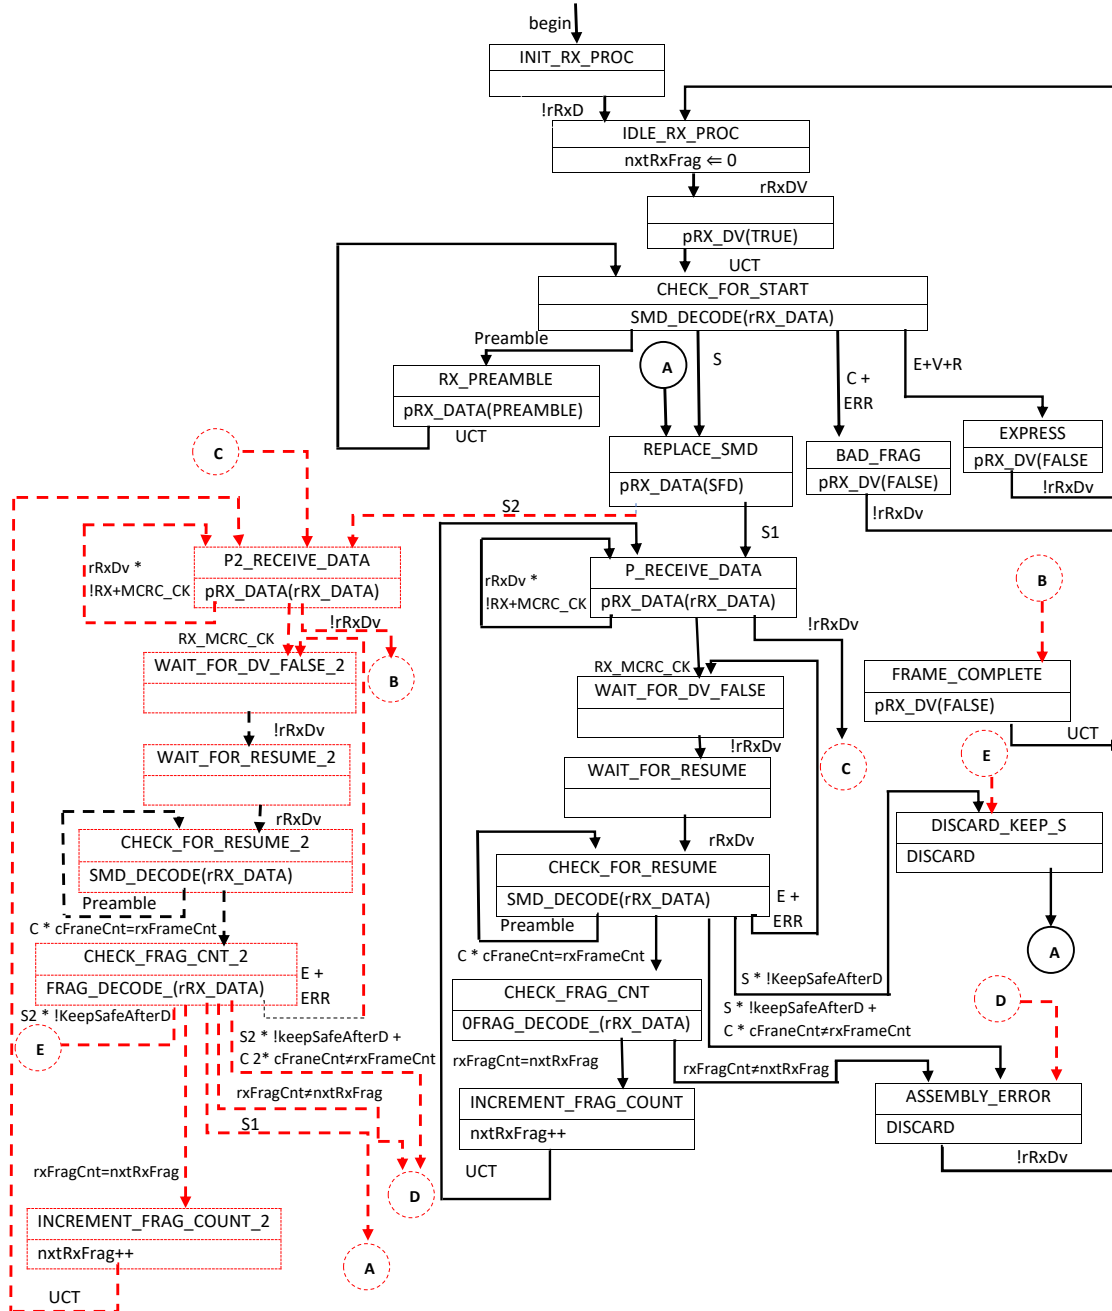 begin
INIT_RX_PROC
!rRxD
IDLE_RX_PROC
nxtRxFrag ⇐ 0
rRxDV
pRX_DV(TRUE)
UCT
CHECK_FOR_START
SMD_DECODE(rRX_DATA)
Preamble
A
S
C +
ERR
E+V+R
RX_PREAMBLE
pRX_DATA(PREAMBLE)
UCT
REPLACE_SMD
pRX_DATA(SFD)
BAD_FRAG
pRX_DV(FALSE)
!rRxDv
EXPRESS
pRX_DV(FALSE
!rRxDv
C
S2
S1
rRxDv *
!RX+MCRC_CK
P2_RECEIVE_DATA
pRX_DATA(rRX_DATA)
RX_MCRC_CK
!rRxDv
B
rRxDv *
!RX+MCRC_CK
P_RECEIVE_DATA
pRX_DATA(rRX_DATA)
!rRxDv
B
RX_MCRC_CK
WAIT_FOR_DV_FALSE_2
!rRxDv
WAIT_FOR_DV_FALSE
!rRxDv
FRAME_COMPLETE
pRX_DV(FALSE)
UCT
WAIT_FOR_RESUME_2
rRxDv
WAIT_FOR_RESUME
rRxDv
C
E
CHECK_FOR_RESUME_2
SMD_DECODE(rRX_DATA)
Preamble
C * cFraneCnt=rxFrameCnt
CHECK_FOR_RESUME
SMD_DECODE(rRX_DATA)
Preamble
E +
ERR
C * cFraneCnt=rxFrameCnt
DISCARD_KEEP_S
DISCARD
A
S * !KeepSafeAfterD
CHECK_FRAG_CNT_2
FRAG_DECODE_(rRX_DATA)
E +
ERR
S2 * !KeepSafeAfterD
E
S2 * !keepSafeAfterD +
C 2* cFraneCnt≠rxFrameCnt
rxFragCnt≠nxtRxFrag
S1
CHECK_FRAG_CNT
0FRAG_DECODE_(rRX_DATA)
S * !keepSafeAfterD +
C * cFraneCnt≠rxFrameCnt
D
rxFragCnt=nxtRxFrag
rxFragCnt≠nxtRxFrag
INCREMENT_FRAG_COUNT
nxtRxFrag++
UCT
ASSEMBLY_ERROR
DISCARD
!rRxDv
rxFragCnt=nxtRxFrag
D
INCREMENT_FRAG_COUNT_2
nxtRxFrag++
UCT
A